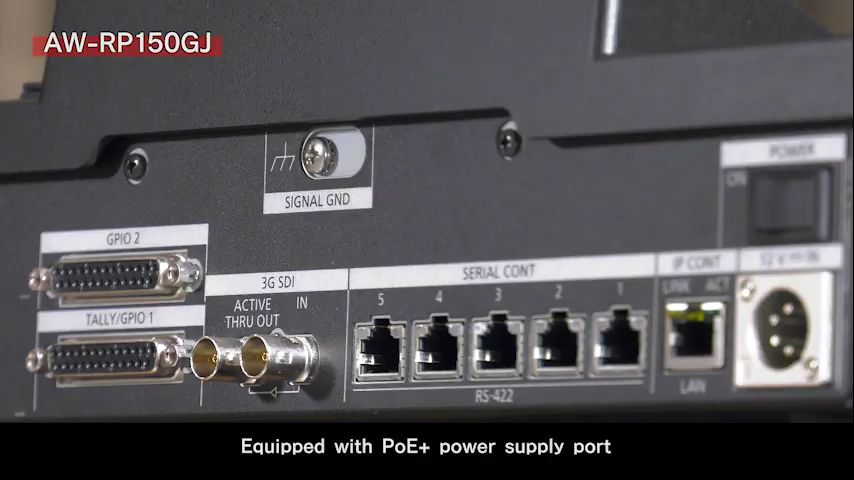 AW-RP150GJ
POWER
ON
SIGNAL GND
GPIO 2
TALLY/GPIO 1
3G SDI
ACTIVE THRU OUT
IN
SERIAL CONT
5 4 3 2 1
RS-422
IP CONT
LINK ACT
LAN
12 V IN
Equipped with PoE+ power supply port